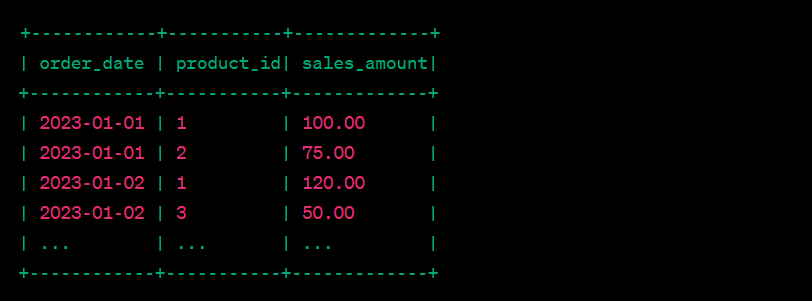 +------------+-----------+-------------+
| order_date | product_id| sales_amount|
+------------+-----------+-------------+
| 2023-01-01 | 1         | 100.00      |
| 2023-01-01 | 2         | 75.00       |
| 2023-01-02 | 1         | 120.00      |
| 2023-01-02 | 3         | 50.00       |
| ...        | ...       | ...         |
+------------+-----------+-------------+